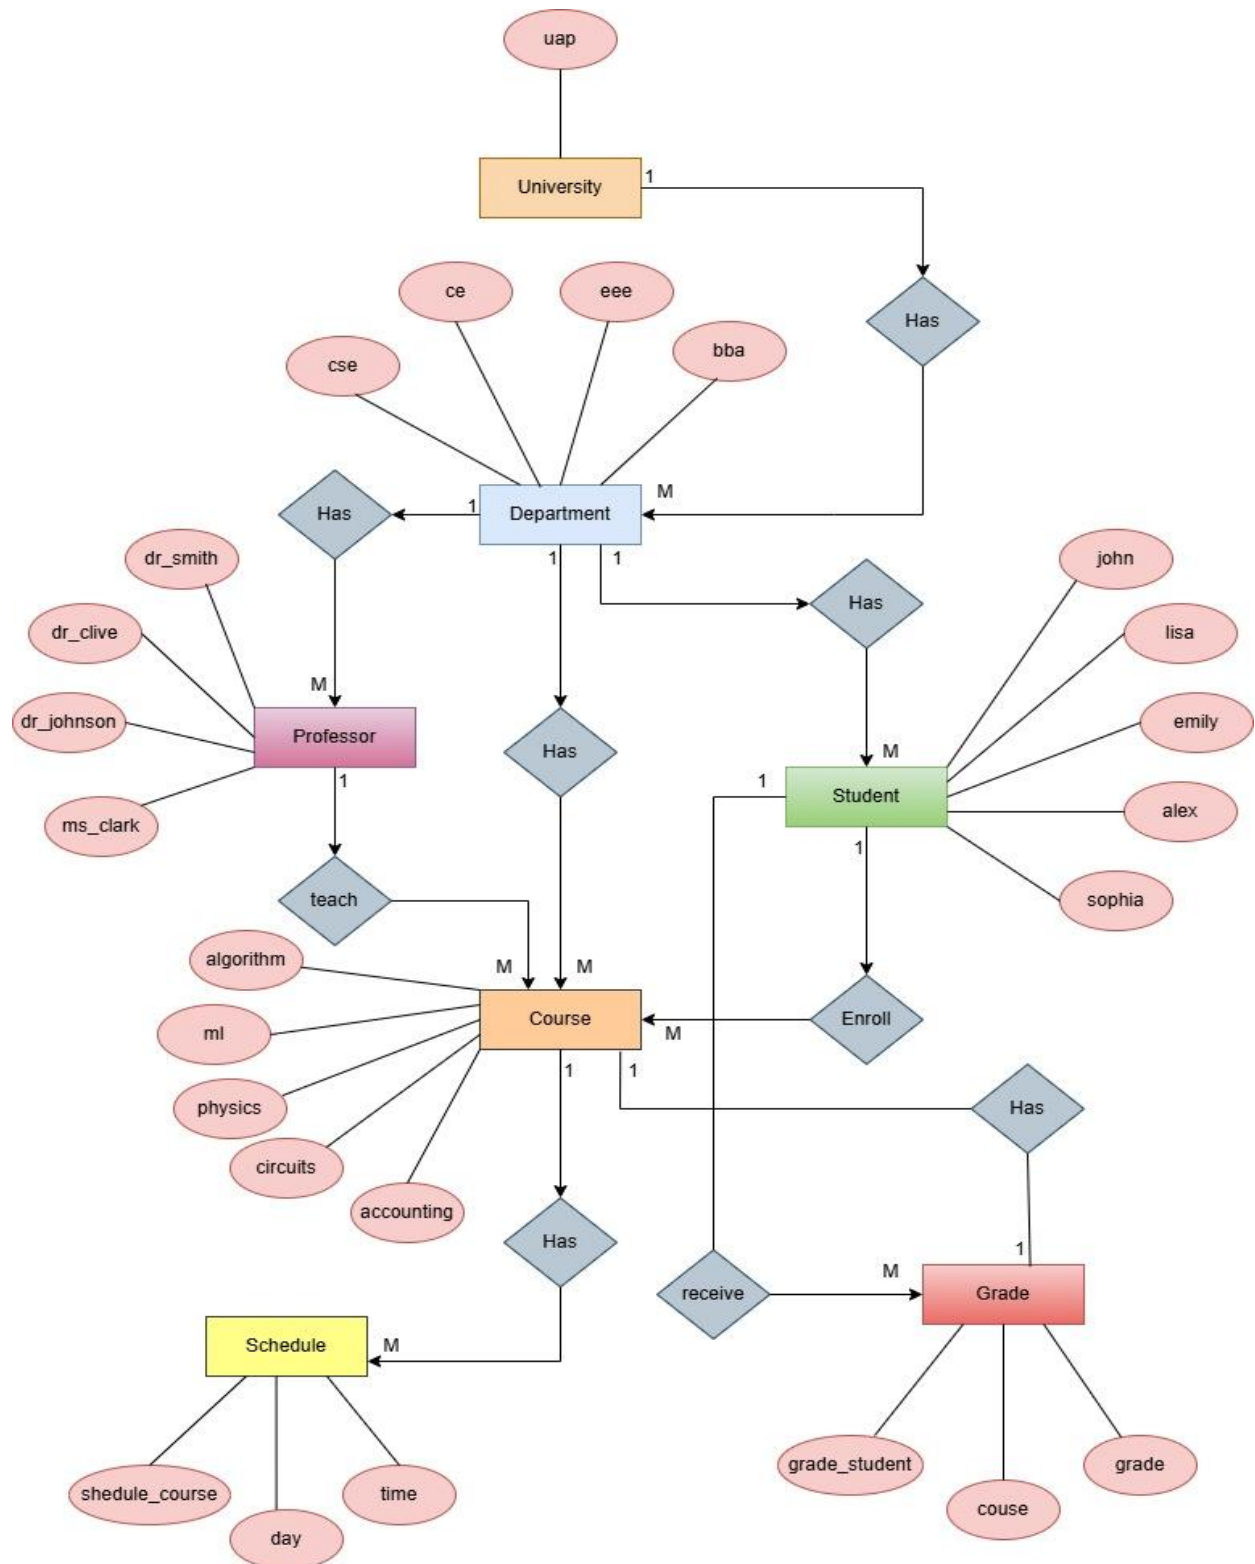 uap
University
1
Has
ce
eee
cse
bba
Has
1
Department
M
1
1
dr_smith
john
Has
dr_clive
lisa
M
dr_johnson
Professor
Has
emily
M
1
1
Student
ms_clark
alex
1
teach
sophia
algorithm
M
M
ml
Course
M
Enroll
1
1
physics
Has
circuits
accounting
Has
1
M
receive
Grade
Schedule
M
grade_student
grade
shedule_course
time
couse
day